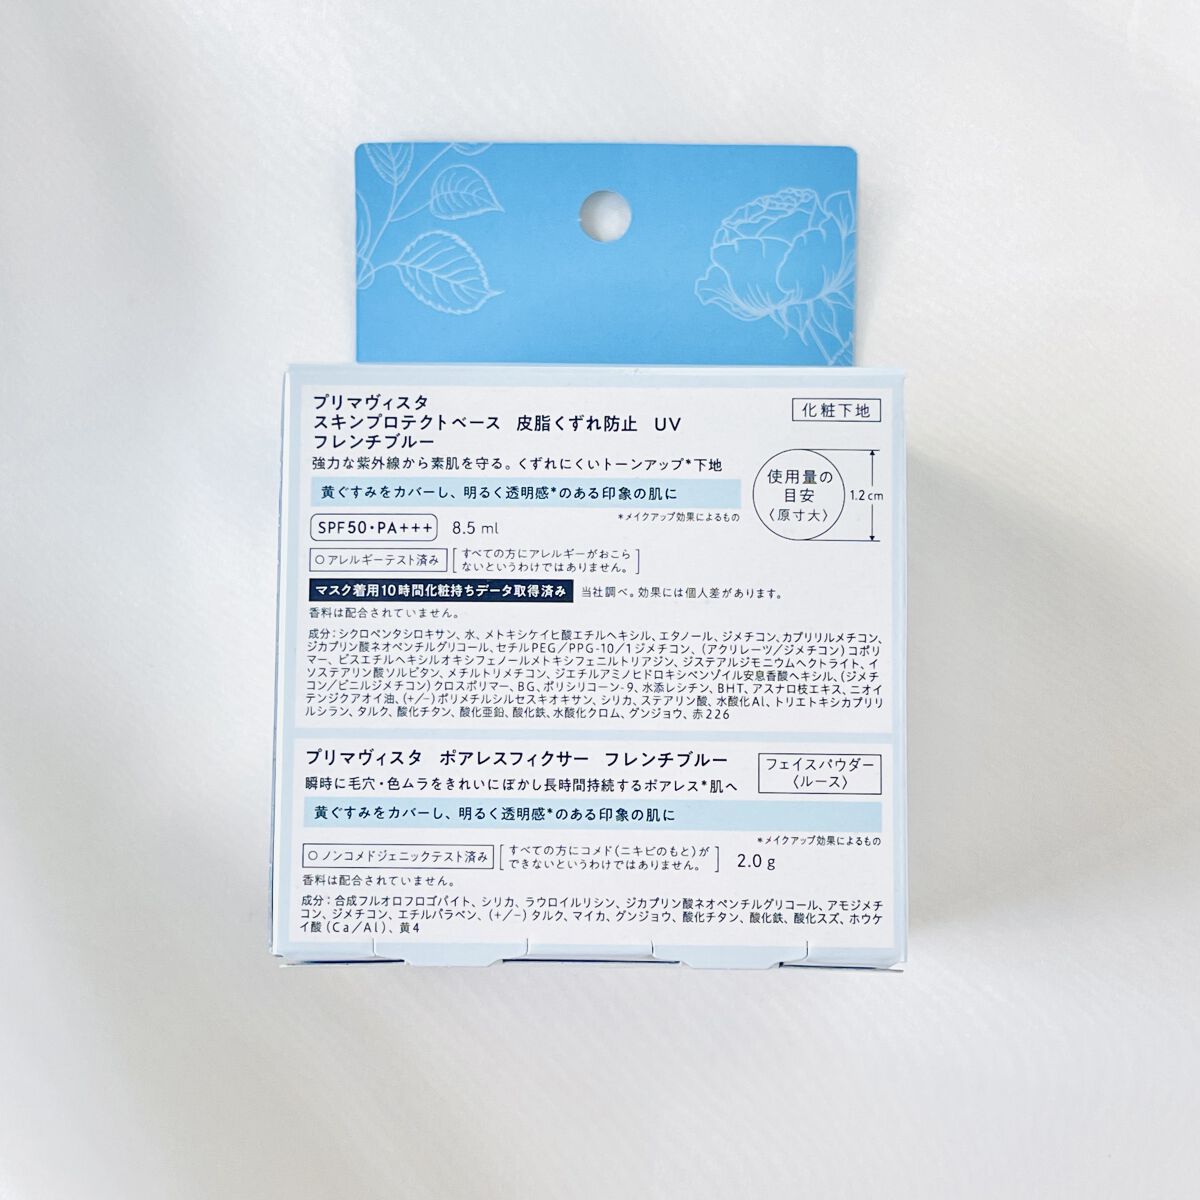 プリマヴィスタ
スキンプロテクトベース 皮脂くずれ防止 UV
フレンチブルー
化粧下地
強力な紫外線から素肌を守る。くずれにくいトーンアップ*下地
黄ぐすみをカバーし、明るく透明感*のある印象の肌に
*メイクアップ効果によるもの
使用量の
目安
〈原寸大〉
1.2cm
SPF50・PA+++ 8.5 ml
○アレルギーテスト済み
すべての方にアレルギーがおこら
ないというわけではありません。
マスク着用10時間化粧持ちデータ取得済み 当社調べ。効果には個人差があります。
香料は配合されていません。
成分：シクロペンタシロキサン、水、メトキシケイヒ酸エチルヘキシル、エタノール、ジメチコン、カプリリルメチコン、
ジカプリン酸ネオペンチルグリコール、セチルPEG/PPG-10/1ジメチコン、(アクリレーツ/ジメチコン)コポリ
マー、ビスエチルヘキシルオキシフェノールメトキシフェニルトリアジン、ジステアルジモニウムヘクトライト、イ
ソステアリン酸ソルビタン、メチルトリメチコン、ジエチルアミノヒドロキシベンゾイル安息香酸ヘキシル、(ジメチ
コン/ビニルジメチコン)クロスポリマー、BG、ポリシリコーン-9、水添レシチン、BHT、アスナロ枝エキス、ニオイ
テンジクアオイ油、(+/-)ポリメチルシルセスキオキサン、シリカ、ステアリン酸、水酸化Al、トリエトキシカプリリ
ルシラン、タルク、酸化チタン、酸化亜鉛、酸化鉄、水酸化クロム、グンジョウ、赤226
プリマヴィスタ ポアレスフィクサー フレンチブルー
フェイスパウダー
〈ルース〉
瞬時に毛穴・色ムラをきれいにぼかし長時間持続するポアレス*肌へ
黄ぐすみをカバーし、明るく透明感*のある印象の肌に
*メイクアップ効果によるもの
○ノンコメドジェニックテスト済み
すべての方にコメド(ニキビのもと)が
できないというわけではありません。
2.0 g
香料は配合されていません。
成分：合成フルオロフロゴパイト、シリカ、ラウロイルリシン、ジカプリン酸ネオペンチルグリコール、アモジメチ
コン、ジメチコン、エチルパラベン、(+/-)タルク、マイカ、グンジョウ、酸化チタン、酸化鉄、酸化スズ、ホウケ
イ酸(Ca/Al)、黄4